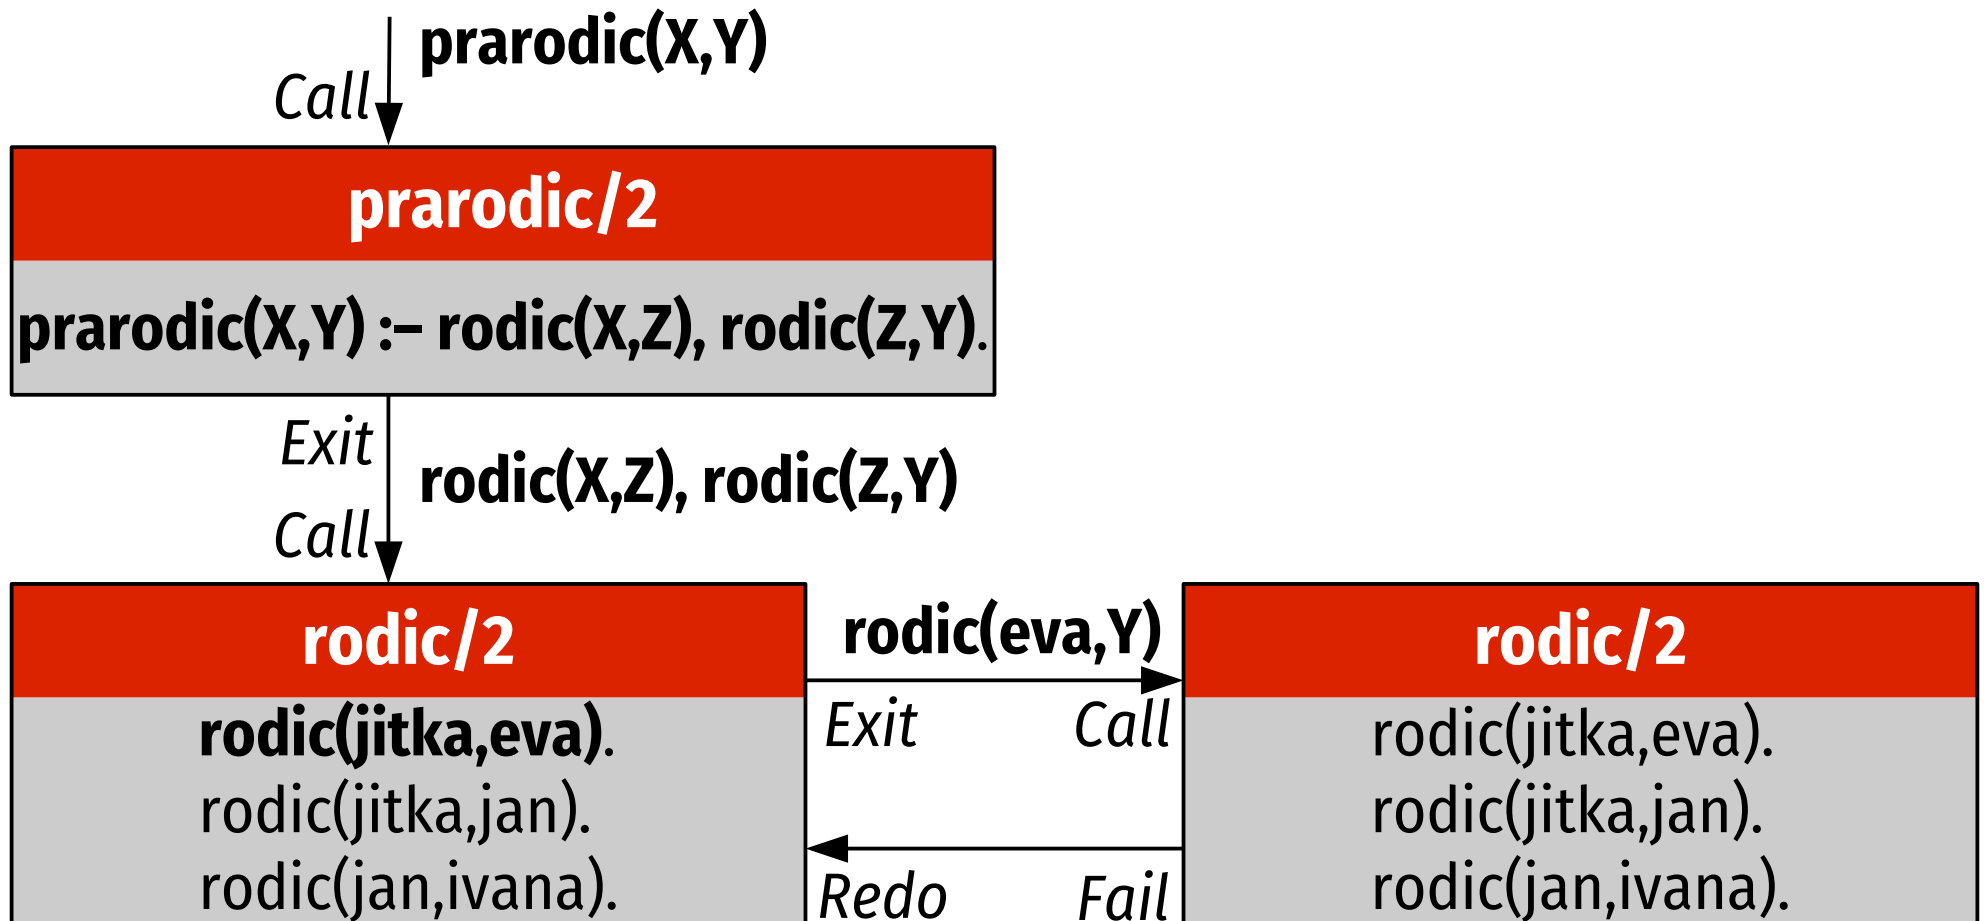 prarodic(X,Y)
Call
prarodic/2
prarodic(X,Y) :– rodic(X,Z), rodic(Z,Y).
Exit
rodic(X,Z), rodic(Z,Y)
Call
rodic/2
rodic(jitka,eva).
rodic(jitka,jan).
rodic(jan,ivana).
rodic(eva,Y)
Exit Call
Redo Fail
rodic/2
rodic(jitka,eva).
rodic(jitka,jan).
rodic(jan,ivana).